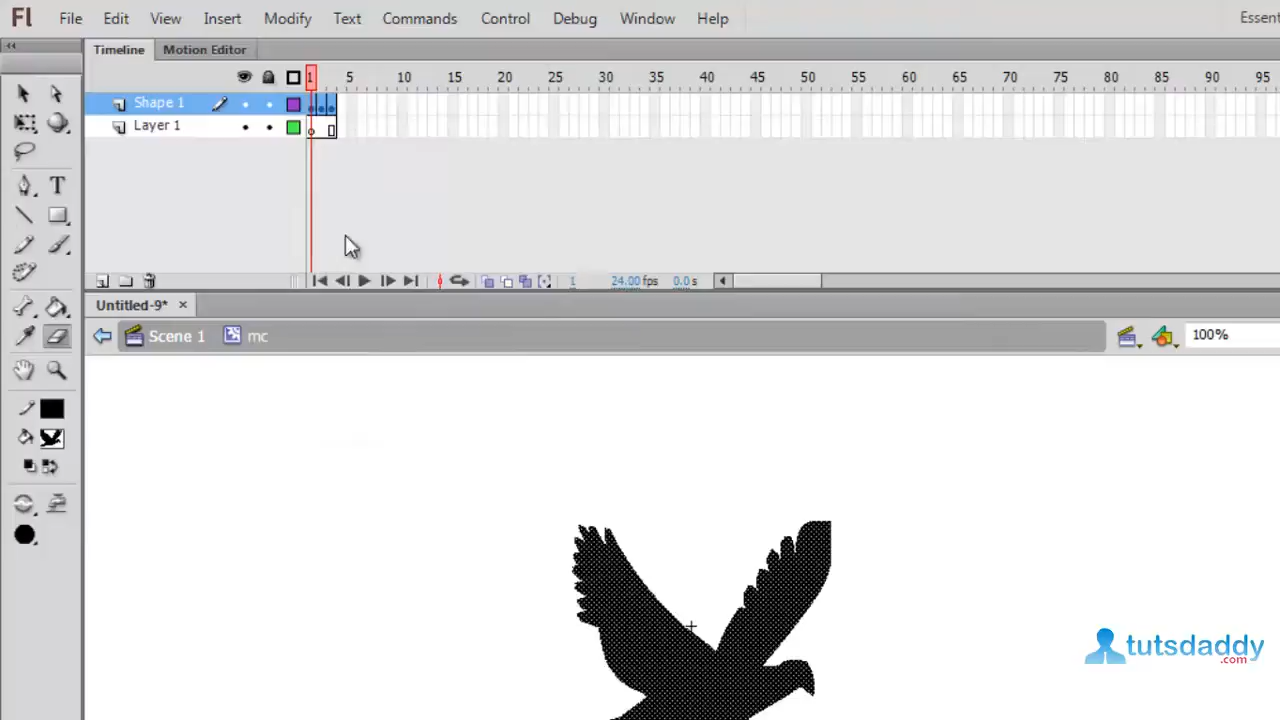 Fl File Edit View Insert Modify Text Commands Control Debug Window Help Essent
Timeline Motion Editor
1 5 10 15 20 25 30 35 40 45 50 55 60 65 70 75 80 85 90 95
Shape 1
Layer 1
1 24.00 fps 0.0 s
Untitled-9* ×
Scene 1 mc 100%
tutsdaddy
.com